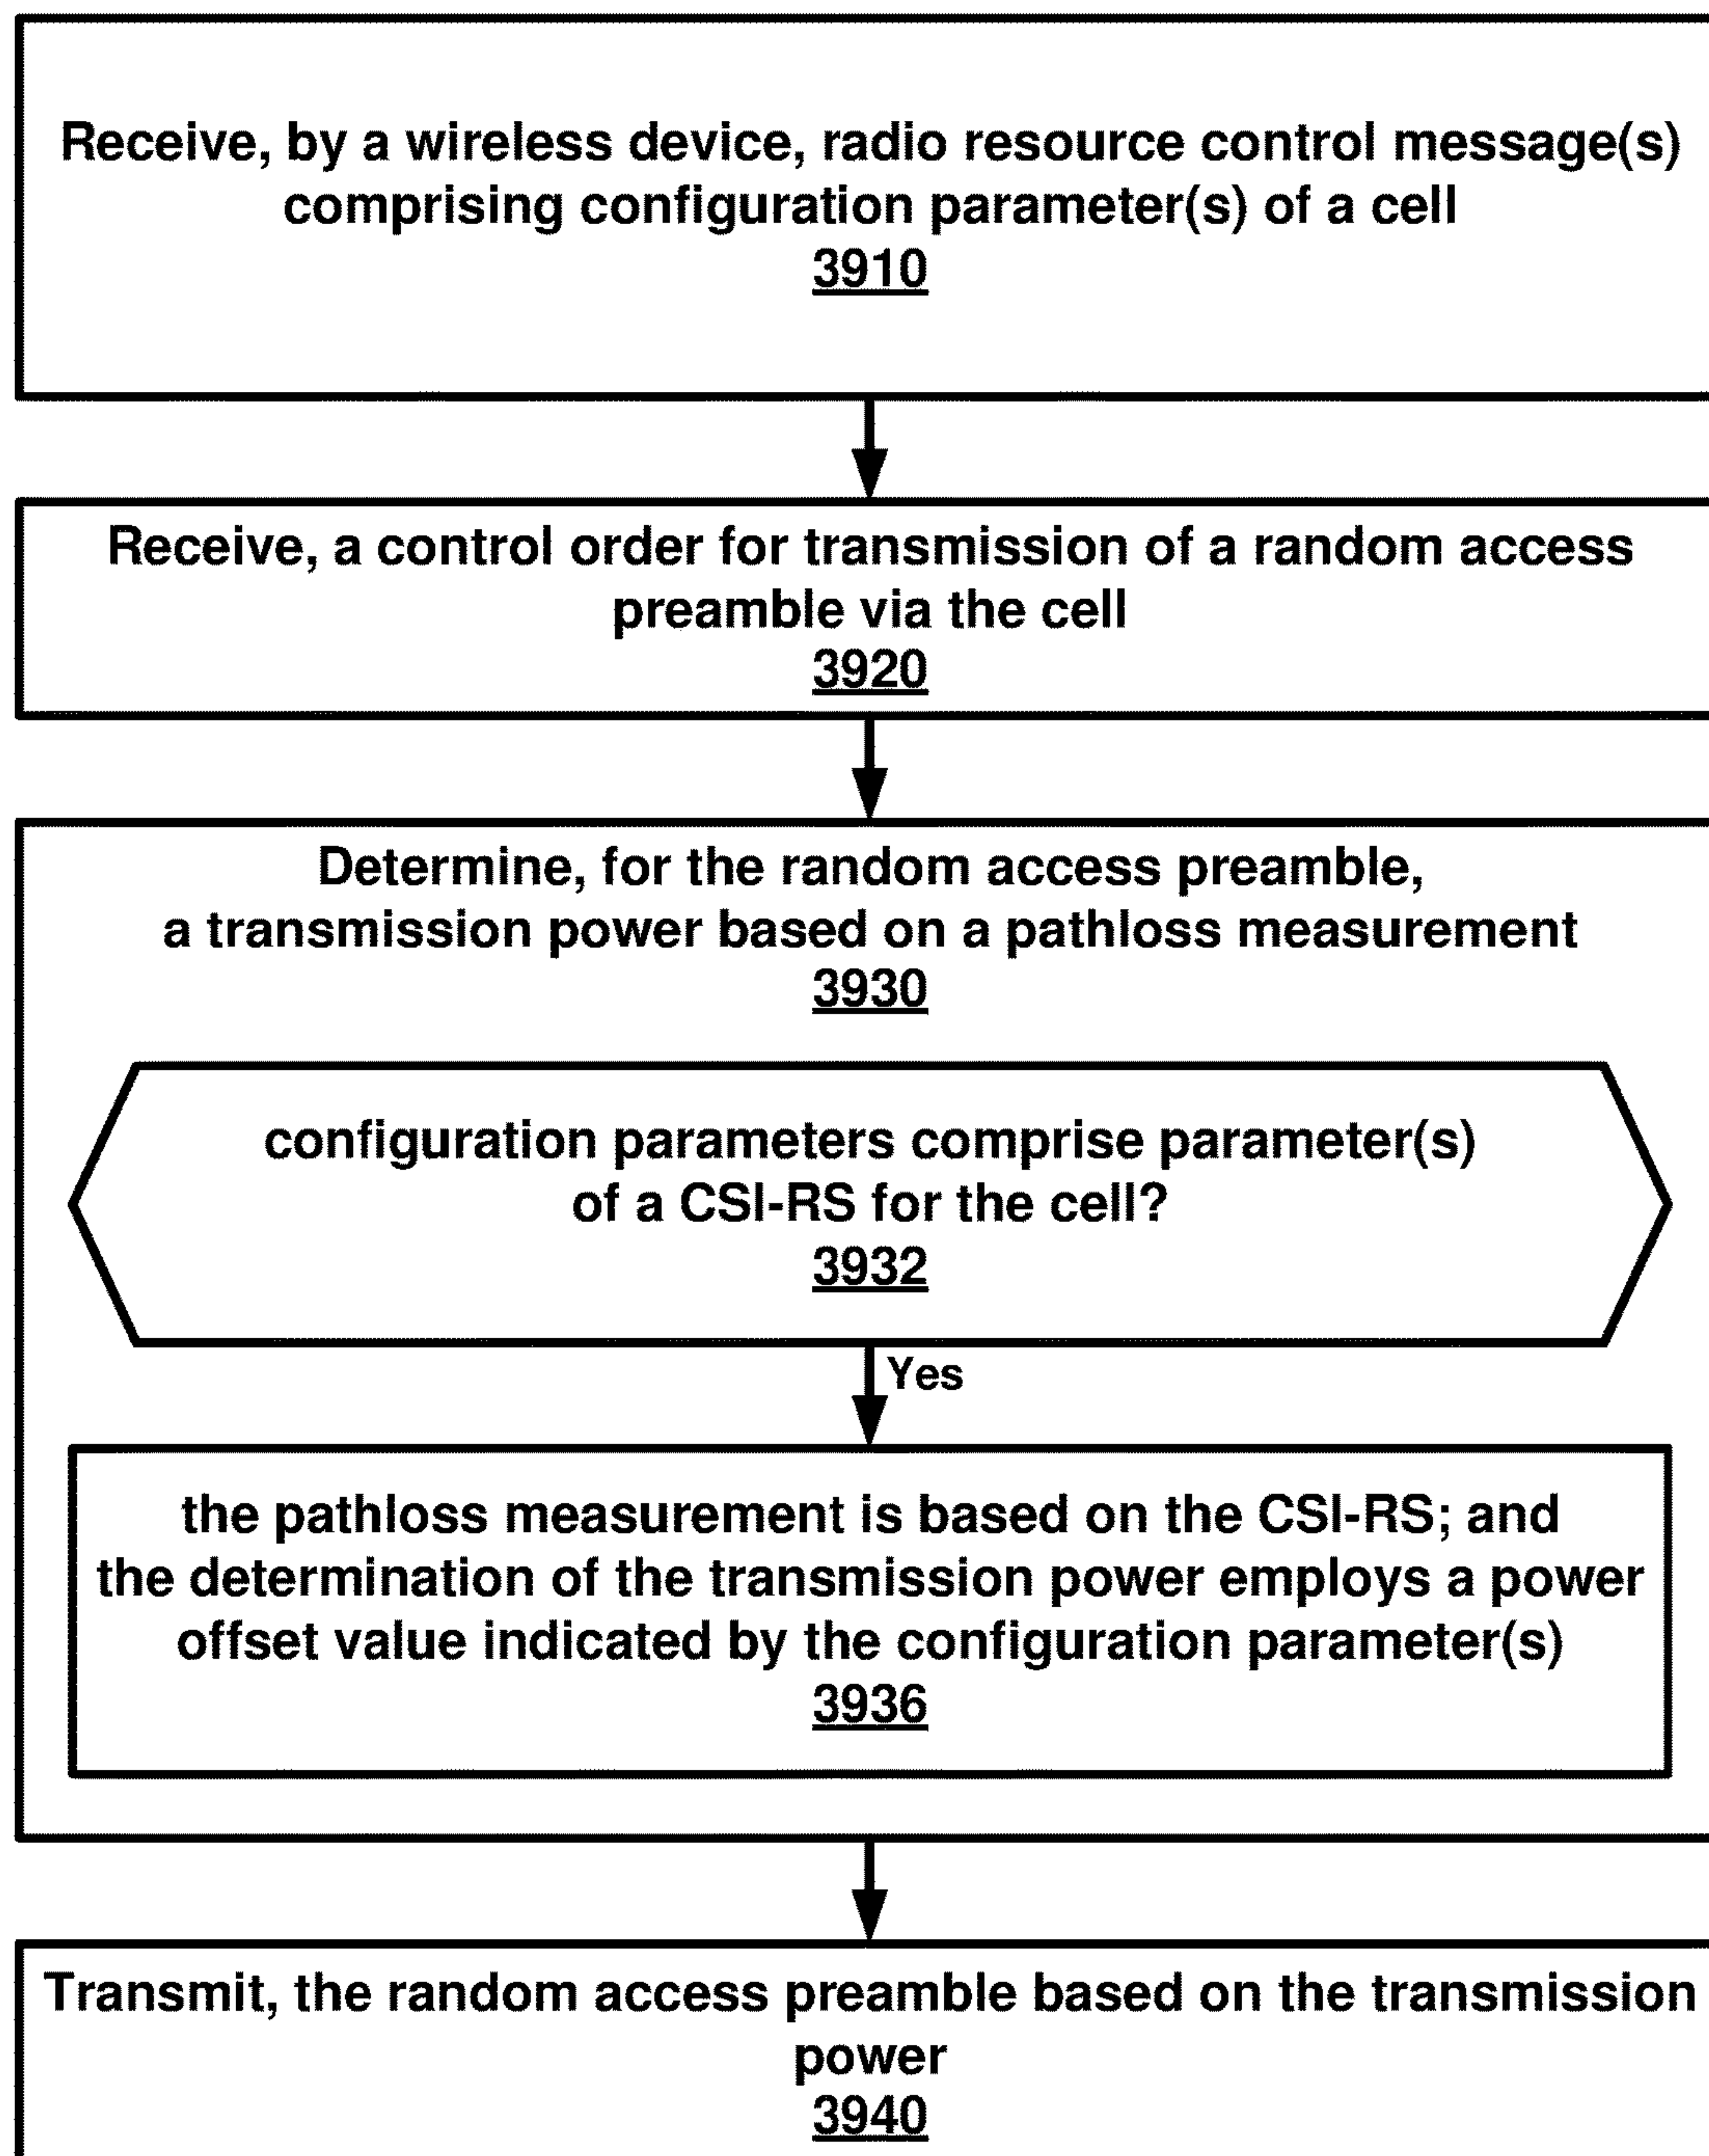 Receive, by a wireless device, radio resource control message(s)
comprising configuration parameter(s) of a cell
3910
Receive, a control order for transmission of a random access
preamble via the cell
3920
Determine, for the random access preamble,
a transmission power based on a pathloss measurement
3930
configuration parameters comprise parameter(s)
of a CSI-RS for the cell?
3932
Yes
the pathloss measurement is based on the CSI-RS; and
the determination of the transmission power employs a power
offset value indicated by the configuration parameter(s)
3936
Transmit, the random access preamble based on the transmission
power
3940